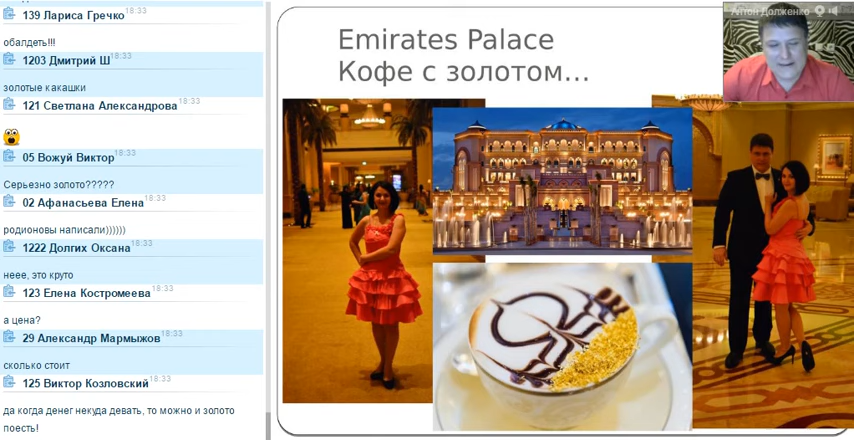 139 Лариса Гречко 18:33
обалдеть!!!
1203 Дмитрий Ш 18:33
золотые какашки
121 Светлана Александрова 18:33
05 Вожуй Виктор 18:33
Серьезно золото?????
02 Афанасьева Елена 18:33
родионовы написали))))))
1222 Долгих Оксана 18:33
неее, это круто
123 Елена Костромеева 18:33
а цена?
29 Александр Мармыжов 18:33
сколько стоит
125 Виктор Козловский 18:33
да когда денег некуда девать, то можно и золото
поесть!
Emirates Palace
Кофе с золотом...
Антон Долженко